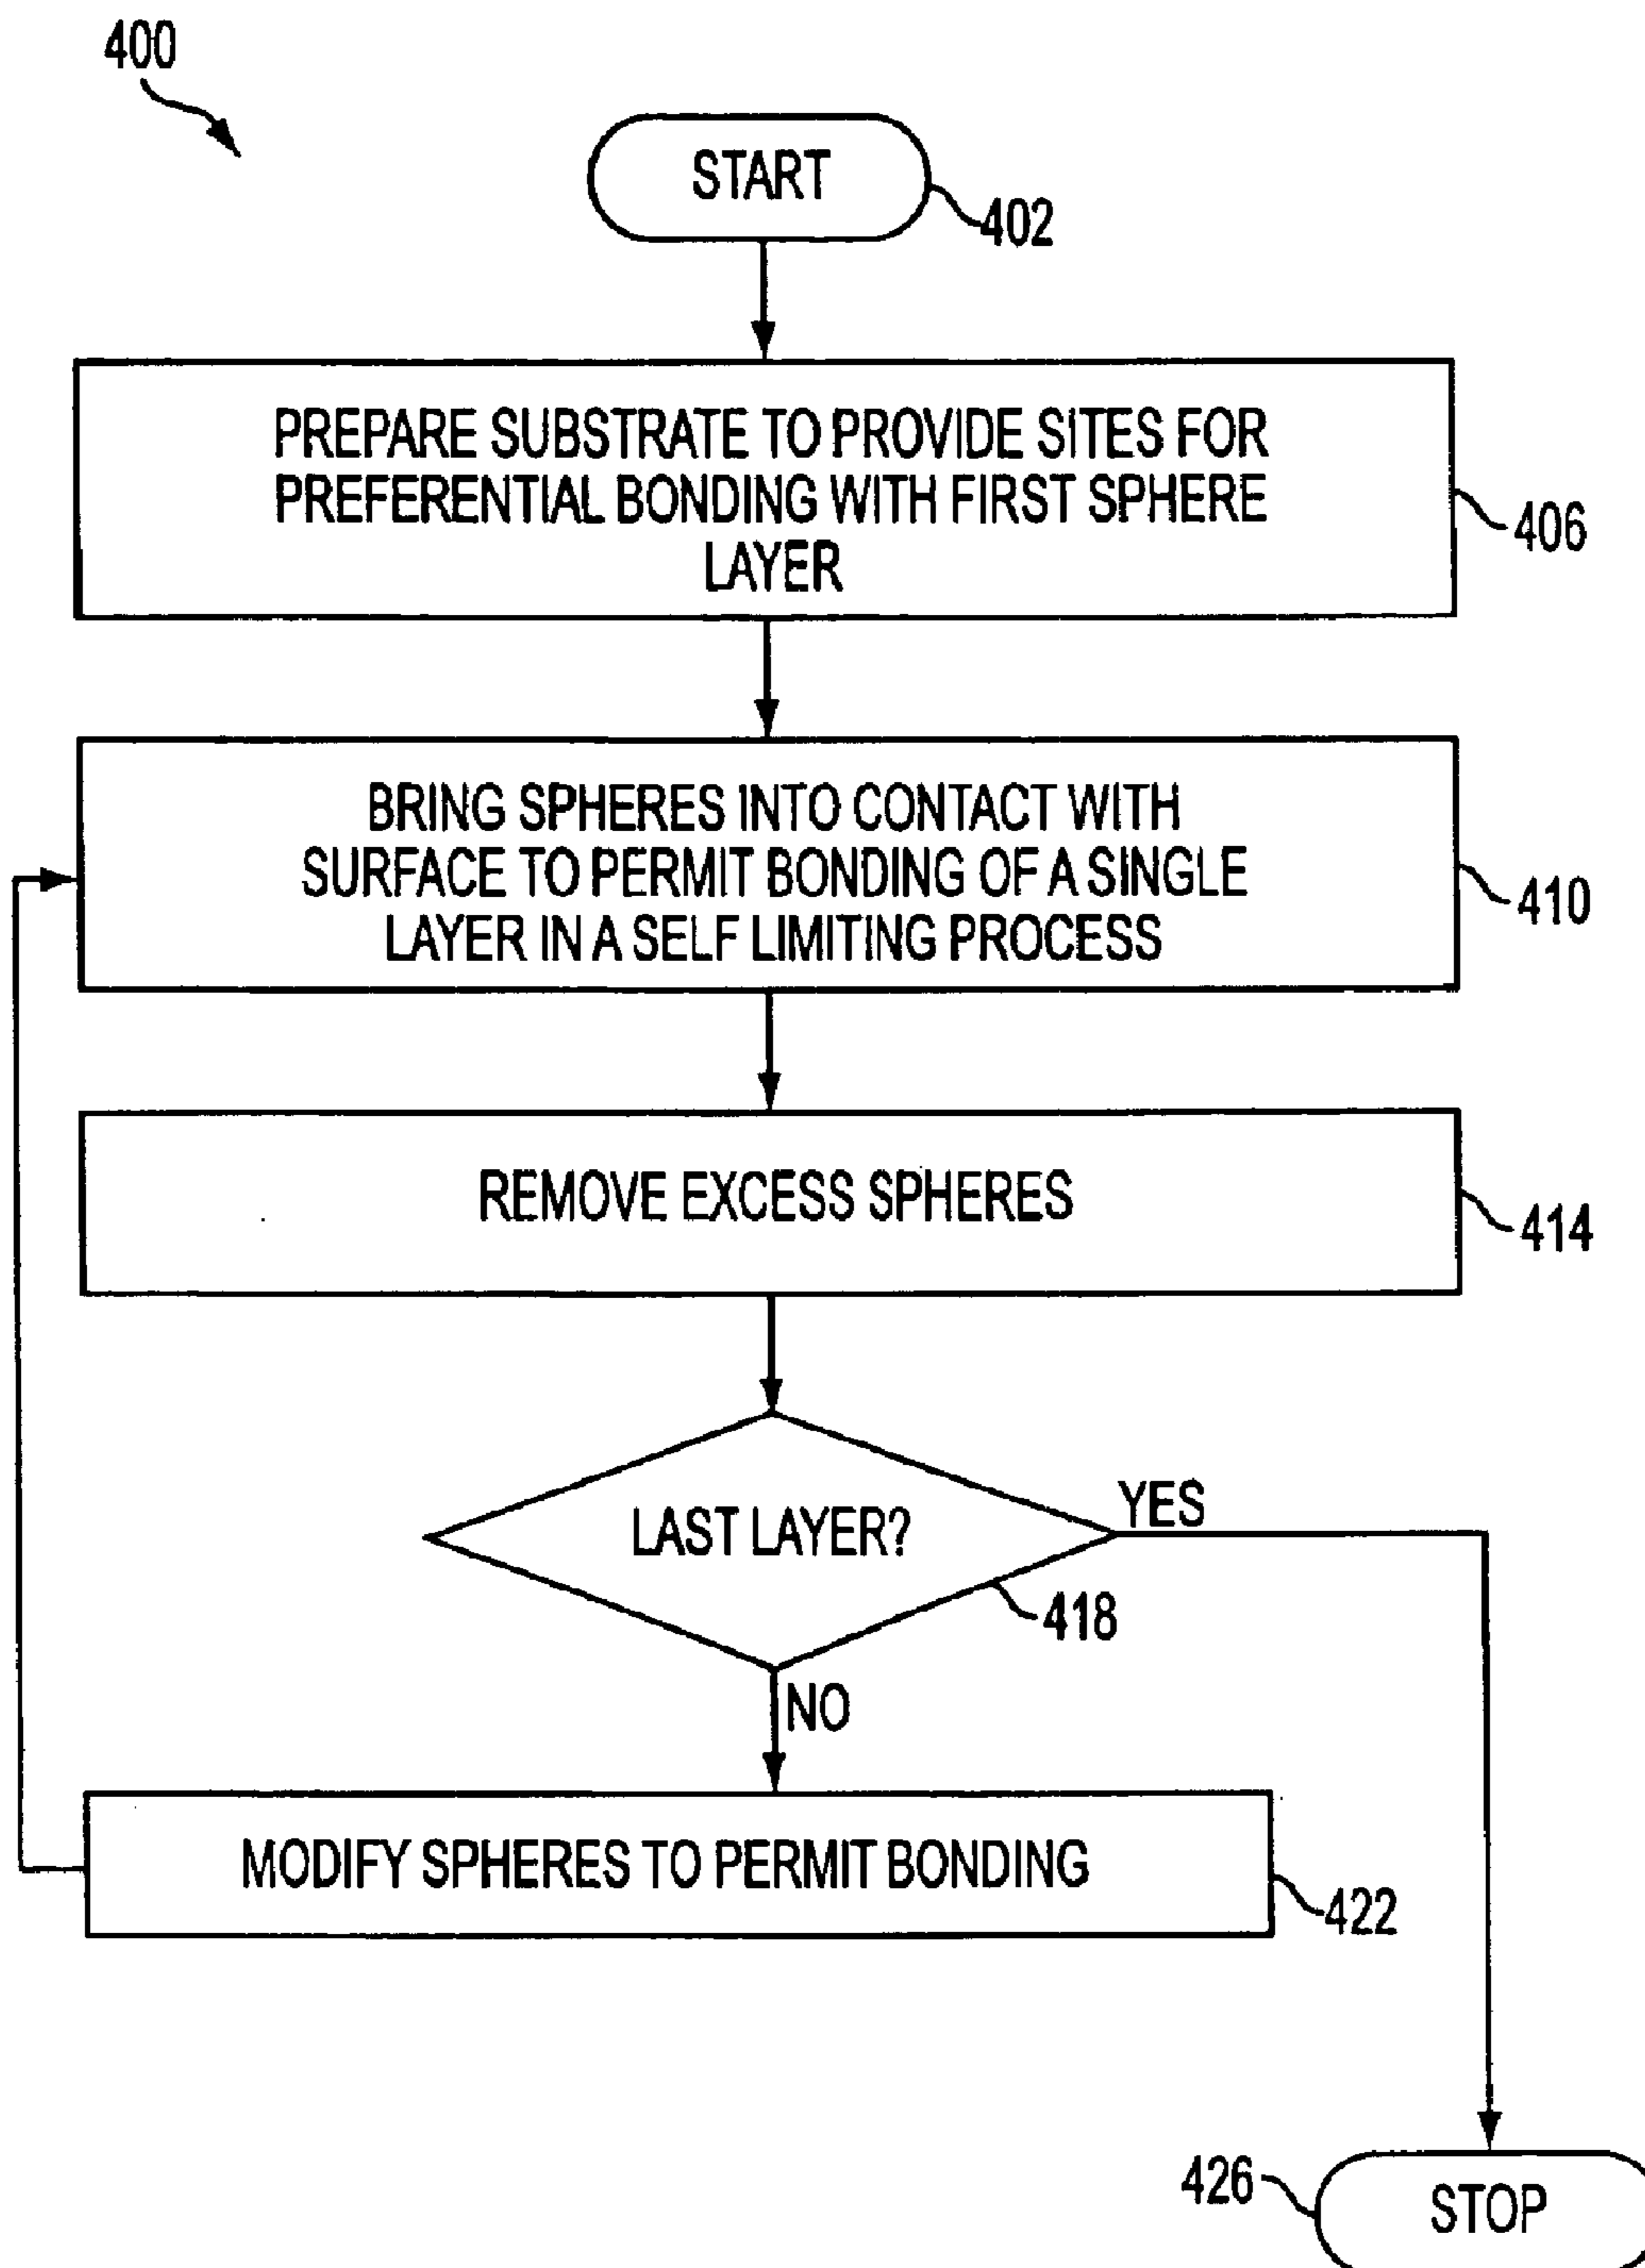 400
START
402
PREPARE SUBSTRATE TO PROVIDE SITES FOR
PREFERENTIAL BONDING WITH FIRST SPHERE
LAYER
406
BRING SPHERES INTO CONTACT WITH
SURFACE TO PERMIT BONDING OF A SINGLE
LAYER IN A SELF LIMITING PROCESS
410
REMOVE EXCESS SPHERES
414
LAST LAYER?
YES
418
NO
MODIFY SPHERES TO PERMIT BONDING
422
426
STOP